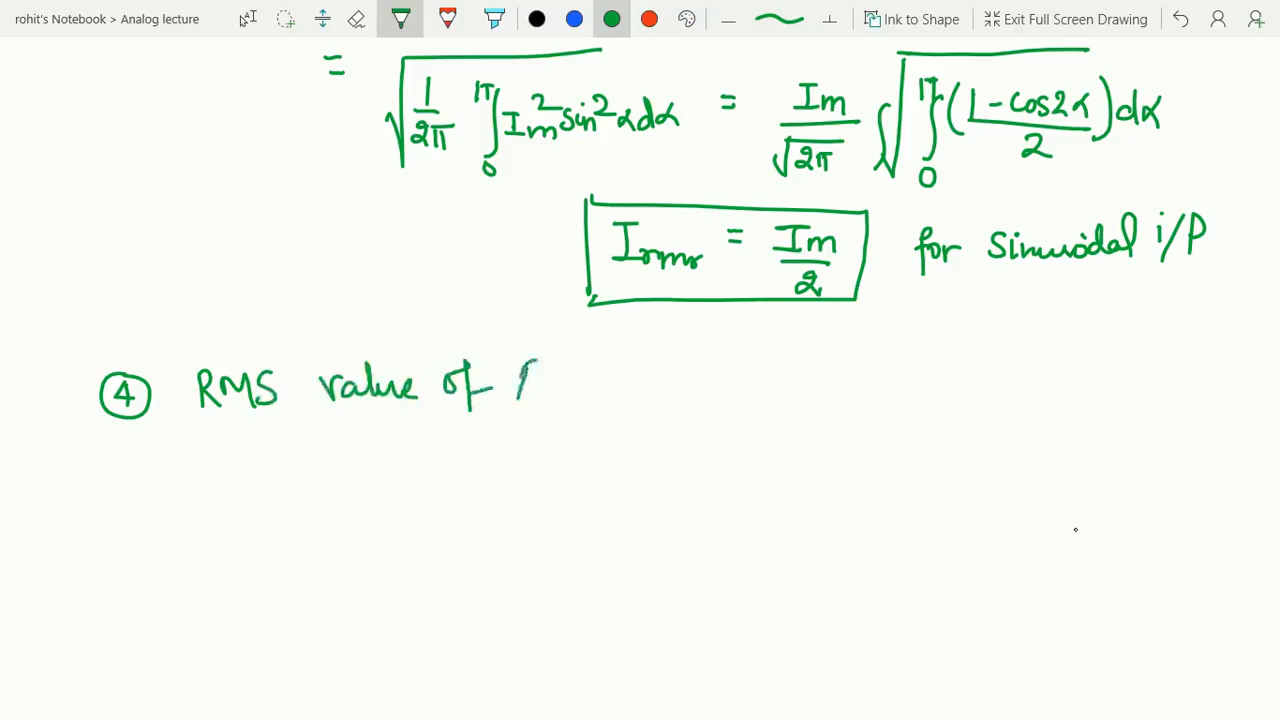 rohit's Notebook > Analog lecture
Ink to Shape
Exit Full Screen Drawing
= √(1/2π ∫₀^π Im² sin²α dα) = Im/√2π √(∫₀^π (1-cos2α/2) dα)
Irms = Im/2 for Sinusoidal i/P
④ RMS value of